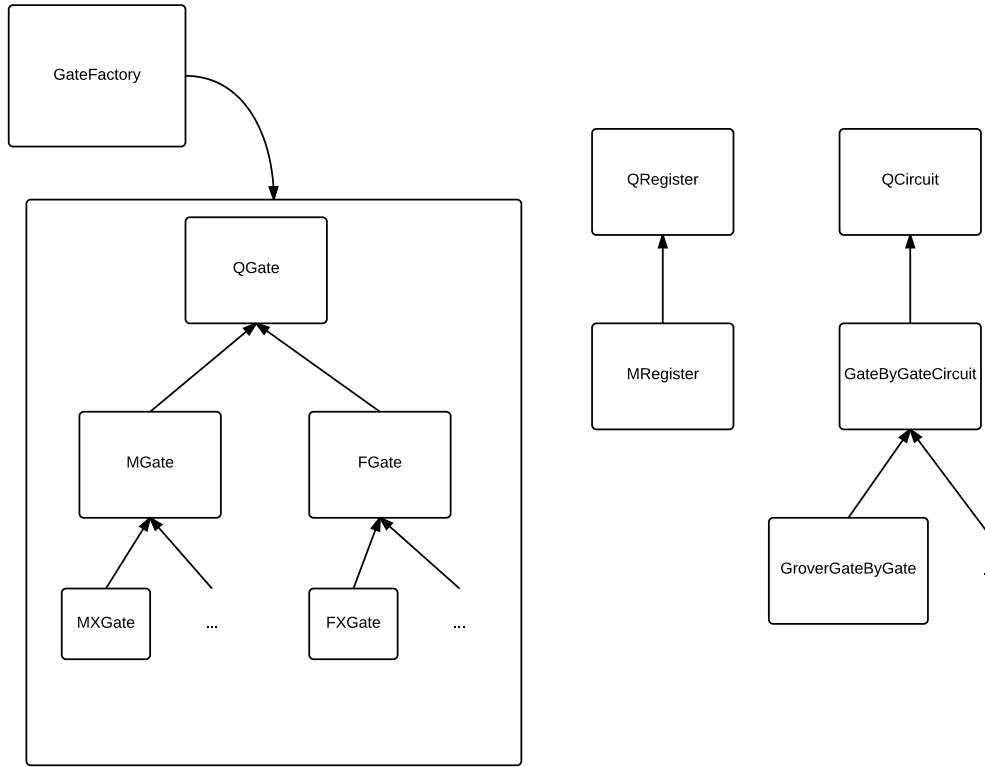 GateFactory
QRegister
QCircuit
QGate
MRegister
GateByGateCircuit
MGate
FGate
GroverGateByGate
MXGate
...
FXGate
...